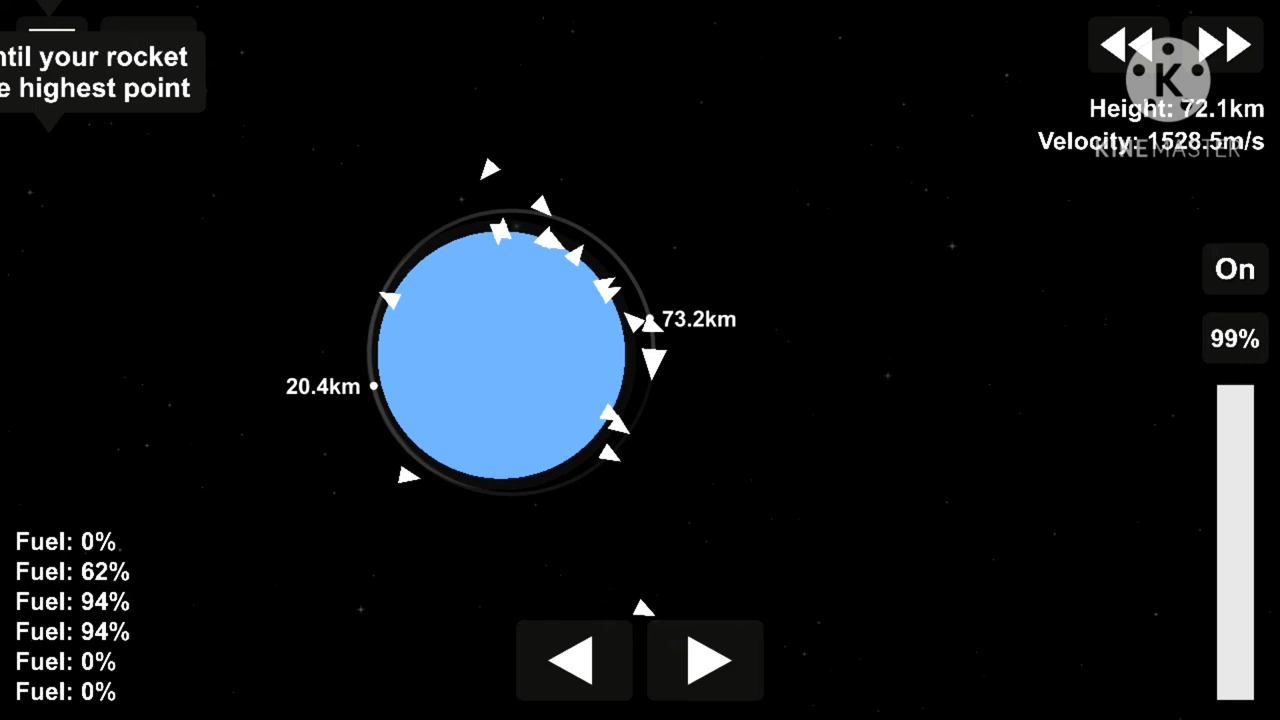 ntil your rocket
e highest point
K
Height: 72.1km
Velocity: 1528.5m/s
KINEMASTER
On
73.2km
99%
20.4km
Fuel: 0%
Fuel: 62%
Fuel: 94%
Fuel: 94%
Fuel: 0%
Fuel: 0%